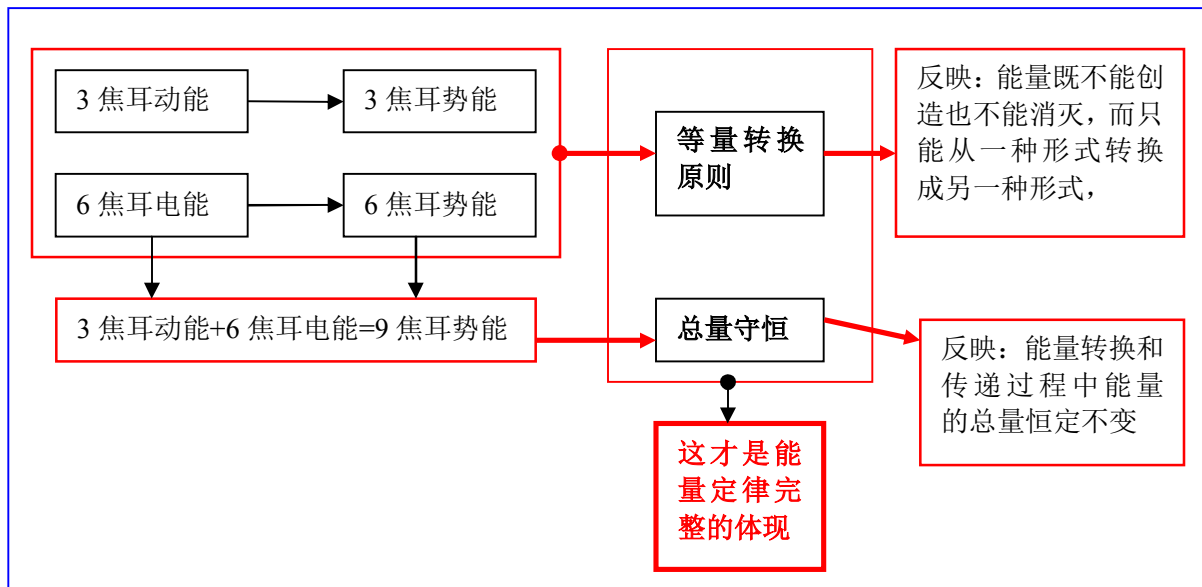 3 焦耳动能
3 焦耳势能
6 焦耳电能
6 焦耳势能
3 焦耳动能+6 焦耳电能=9 焦耳势能
等量转换
原则
总量守恒
反映：能量既不能创
造也不能消灭，而只
能从一种形式转换
成另一种形式，
反映：能量转换和
传递过程中能量
的总量恒定不变
这才是能
量定律完
整的体现